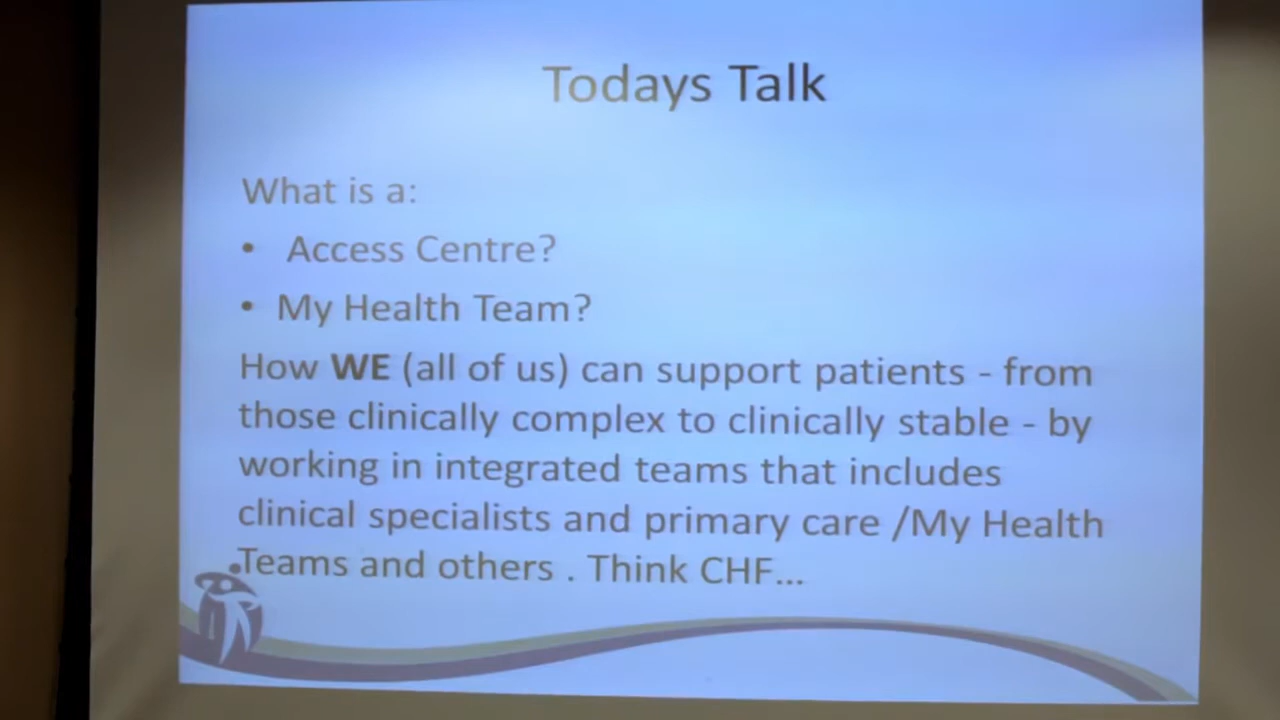 Todays Talk
What is a:
• Access Centre?
• My Health Team?
How WE (all of us) can support patients - from
those clinically complex to clinically stable - by
working in integrated teams that includes
clinical specialists and primary care /My Health
Teams and others . Think CHF...